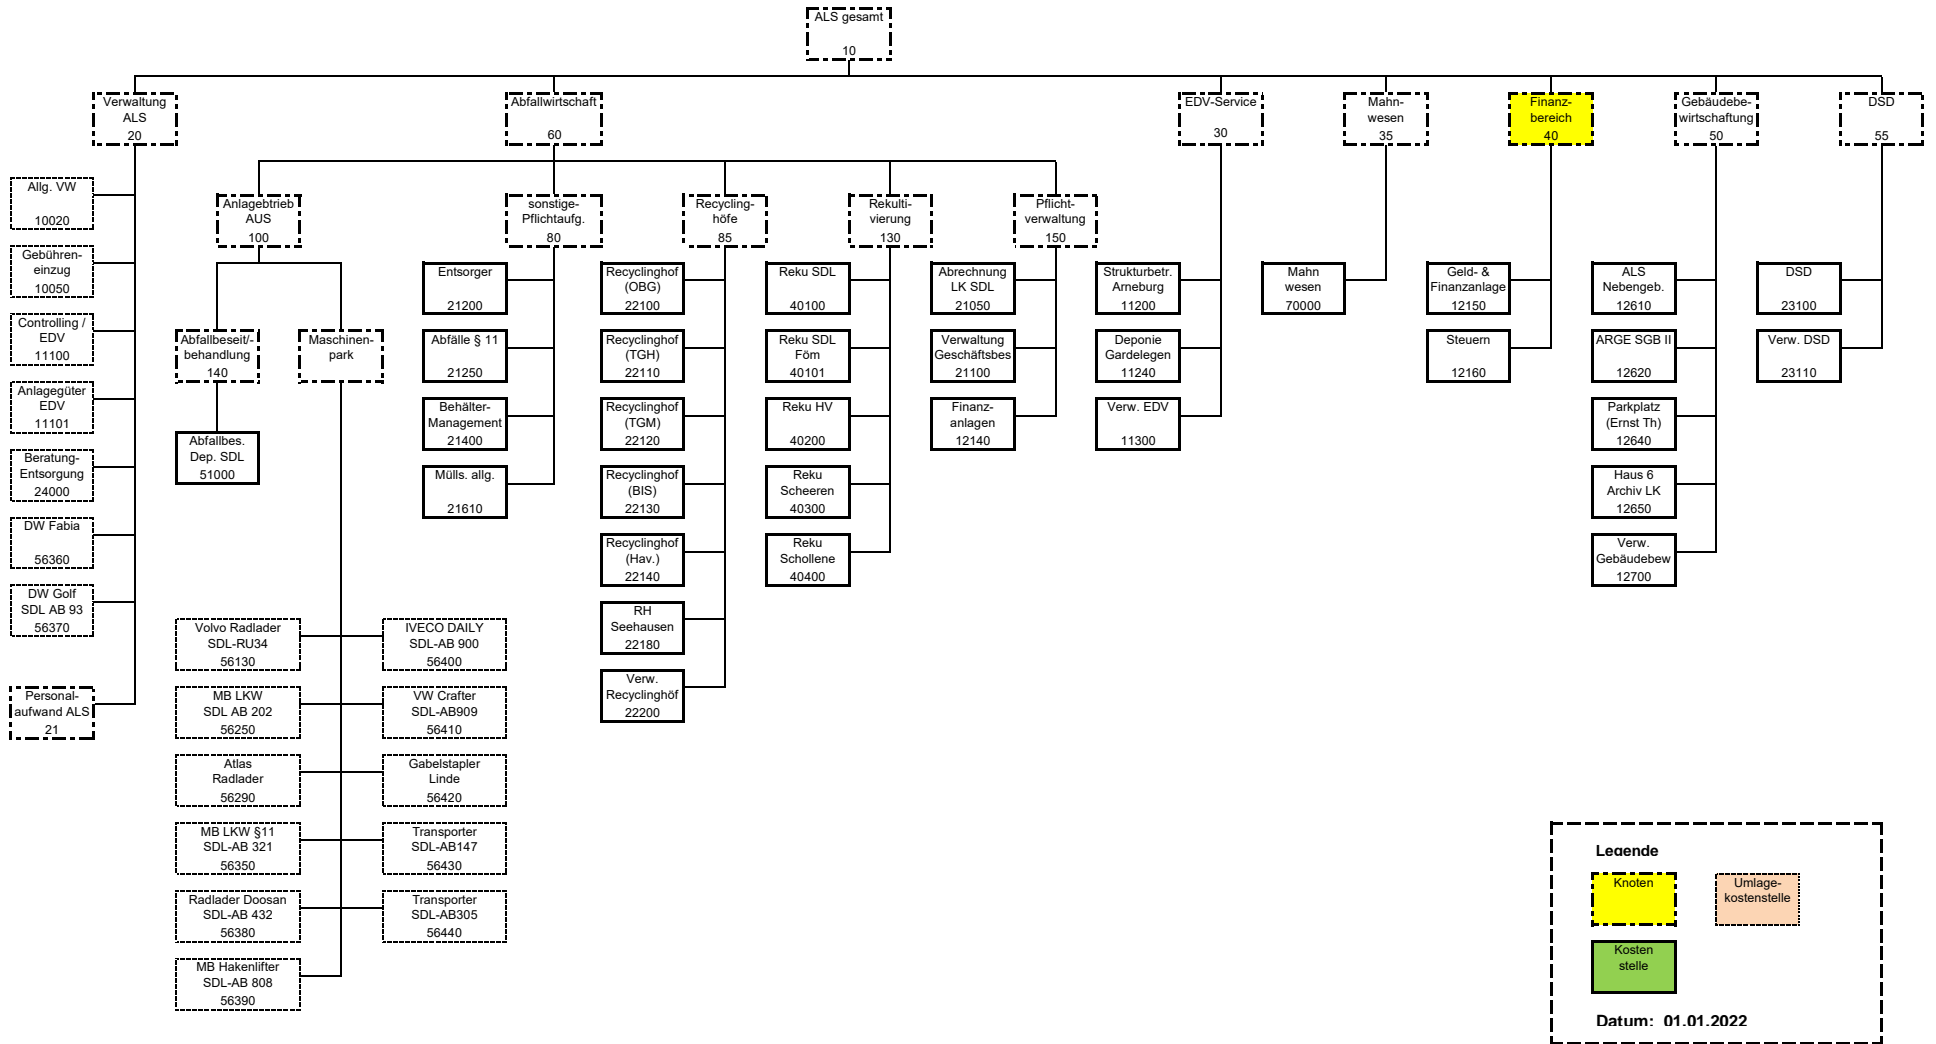 ALS gesamt
10
Verwaltung
ALS
20
Abfallwirtschaft
60
EDV-Service
30
Mahn-
wesen
35
Finanz-
bereich
40
Gebäudebe-
wirtschaftung
50
DSD
55
Allg. VW
10020
Gebühren-
einzug
10050
Controlling /
EDV
11100
Anlagegüter
EDV
11101
Beratung-
Entsorgung
24000
DW Fabia
56360
DW Golf
SDL AB 93
56370
Personal-
aufwand ALS
21
Anlagebtrieb
AUS
100
Abfallbeseit/-
behandlung
140
Abfallbes.
Dep. SDL
51000
Maschinen-
park
Volvo Radlader
SDL-RU34
56130
MB LKW
SDL AB 202
56250
Atlas
Radlader
56290
MB LKW §11
SDL-AB 321
56350
Radlader Doosan
SDL-AB 432
56380
MB Hakenlifter
SDL-AB 808
56390
IVECO DAILY
SDL-AB 900
56400
VW Crafter
SDL-AB909
56410
Gabelstapler
Linde
56420
Transporter
SDL-AB147
56430
Transporter
SDL-AB305
56440
sonstige-
Pflichtaufg.
80
Entsorger
21200
Abfälle § 11
21250
Behälter-
Management
21400
Mülls. allg.
21610
Recycling-
höfe
85
Recyclinghof
(OBG)
22100
Recyclinghof
(TGH)
22110
Recyclinghof
(TGM)
22120
Recyclinghof
(BIS)
22130
Recyclinghof
(Hav.)
22140
RH
Seehausen
22180
Verw.
Recyclinghöf
22200
Rekulti-
vierung
130
Reku SDL
40100
Reku SDL
Föm
40101
Reku HV
40200
Reku
Scheeren
40300
Reku
Schollene
40400
Pflicht-
verwaltung
150
Abrechnung
LK SDL
21050
Verwaltung
Geschäftsbes
21100
Finanz-
anlagen
12140
Strukturbetr.
Arneburg
11200
Deponie
Gardelegen
11240
Verw. EDV
11300
Mahn
wesen
70000
Geld- &
Finanzanlage
12150
Steuern
12160
ALS
Nebengeb.
12610
ARGE SGB II
12620
Parkplatz
(Ernst Th)
12640
Haus 6
Archiv LK
12650
Verw.
Gebäudebew
12700
DSD
23100
Verw. DSD
23110
Legende
Knoten
Umlage-
kostenstelle
Kosten
stelle
Datum: 01.01.2022